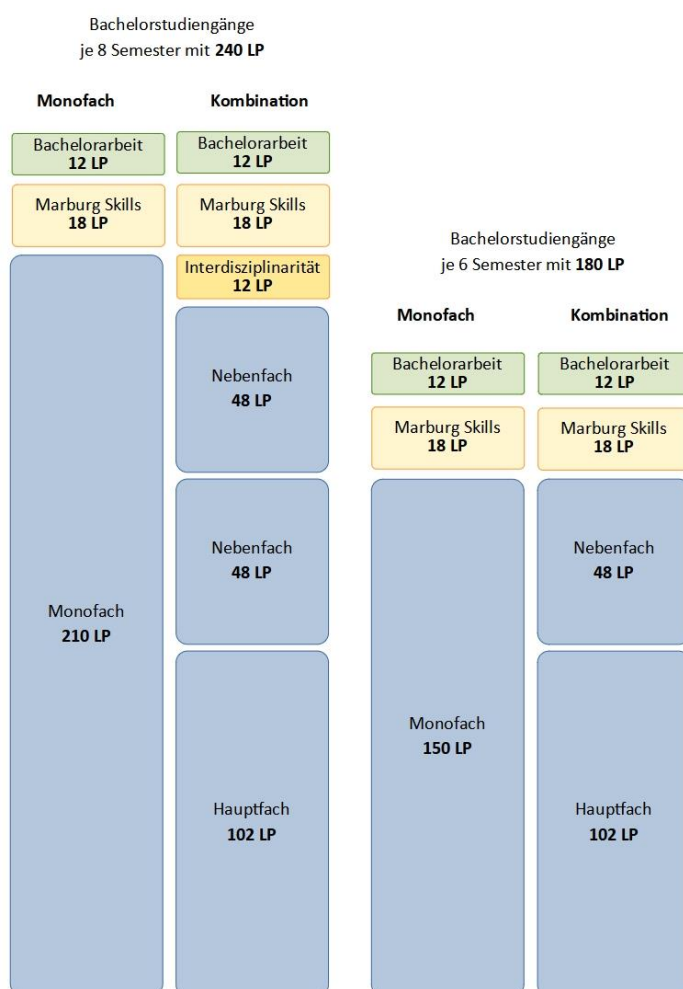 Bachelorstudiengänge
je 8 Semester mit 240 LP
Monofach
Bachelorarbeit
12 LP
Marburg Skills
18 LP
Monofach
210 LP
Kombination
Bachelorarbeit
12 LP
Marburg Skills
18 LP
Interdisziplinarität
12 LP
Nebenfach
48 LP
Nebenfach
48 LP
Hauptfach
102 LP
Bachelorstudiengänge
je 6 Semester mit 180 LP
Monofach
Bachelorarbeit
12 LP
Marburg Skills
18 LP
Monofach
150 LP
Kombination
Bachelorarbeit
12 LP
Marburg Skills
18 LP
Nebenfach
48 LP
Hauptfach
102 LP